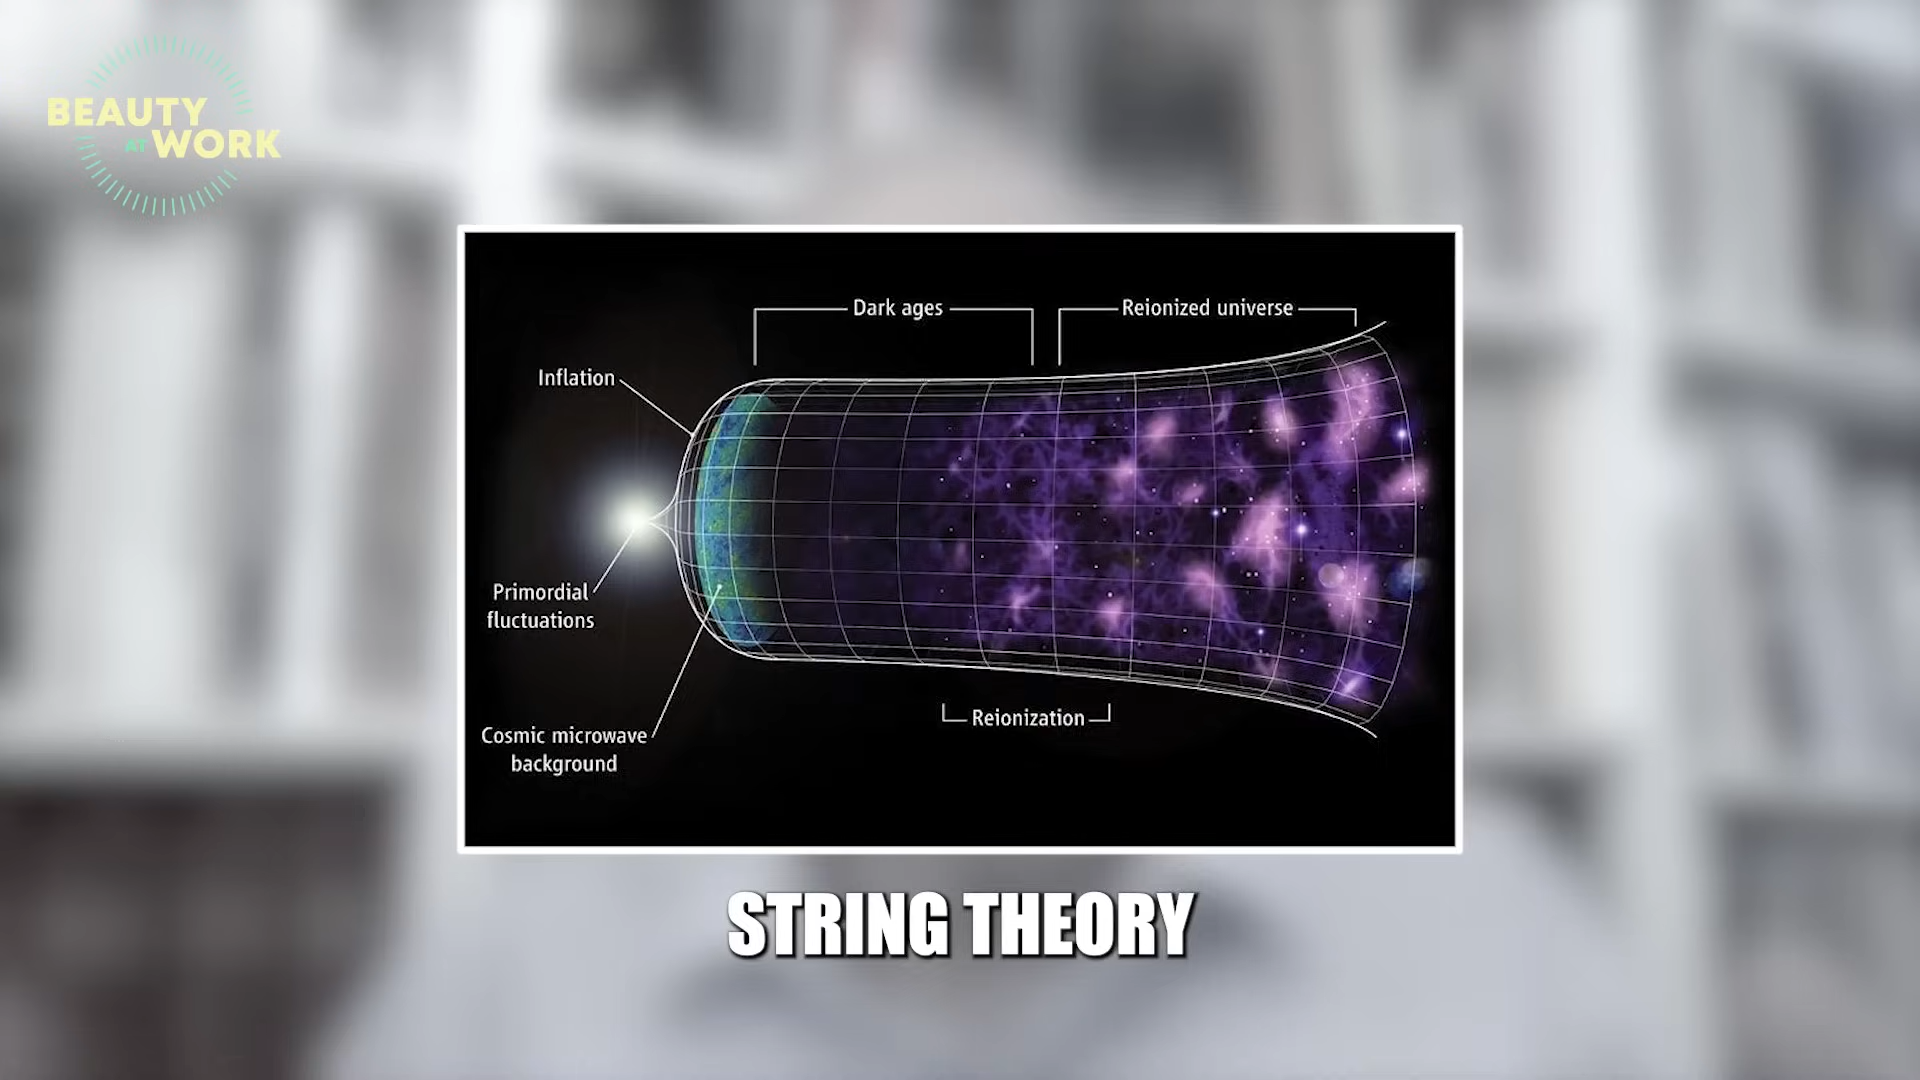 BEAUTY
AT WORK
Dark ages
Reionized universe
Inflation
Primordial
fluctuations
Reionization
Cosmic microwave
background
STRING THEORY